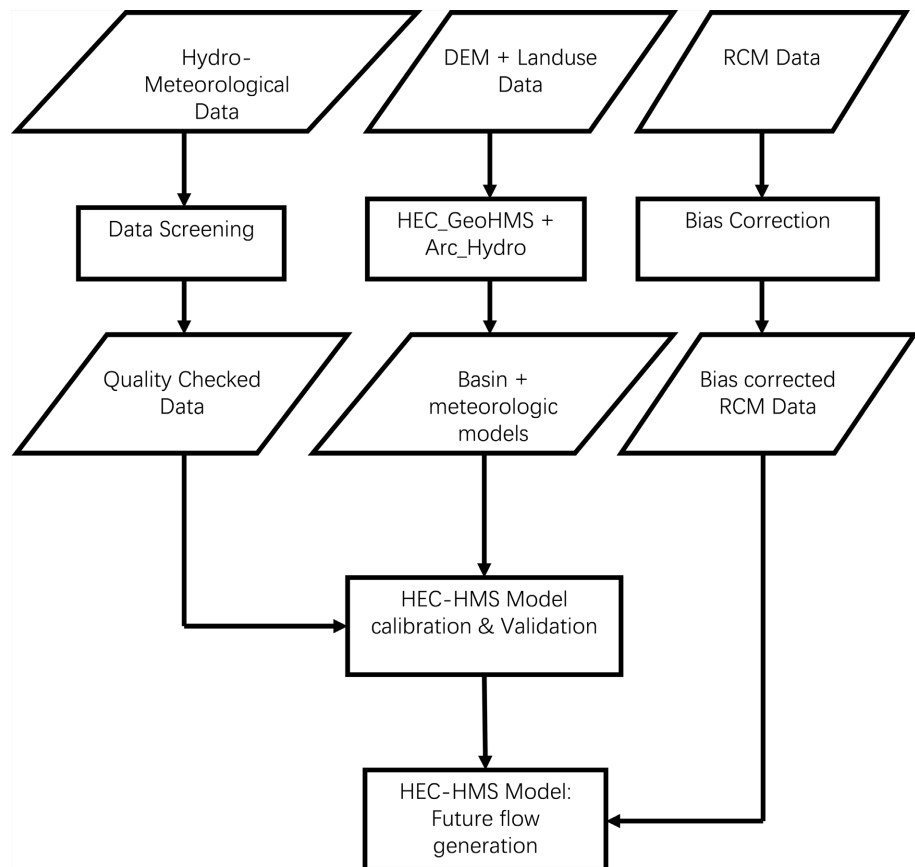 Hydro-
Meteorological
Data
DEM + Landuse
Data
RCM Data
Data Screening
HEC_GeoHMS +
Arc_Hydro
Bias Correction
Quality Checked
Data
Basin +
meteorologic
models
Bias corrected
RCM Data
HEC-HMS Model
calibration & Validation
HEC-HMS Model:
Future flow
generation